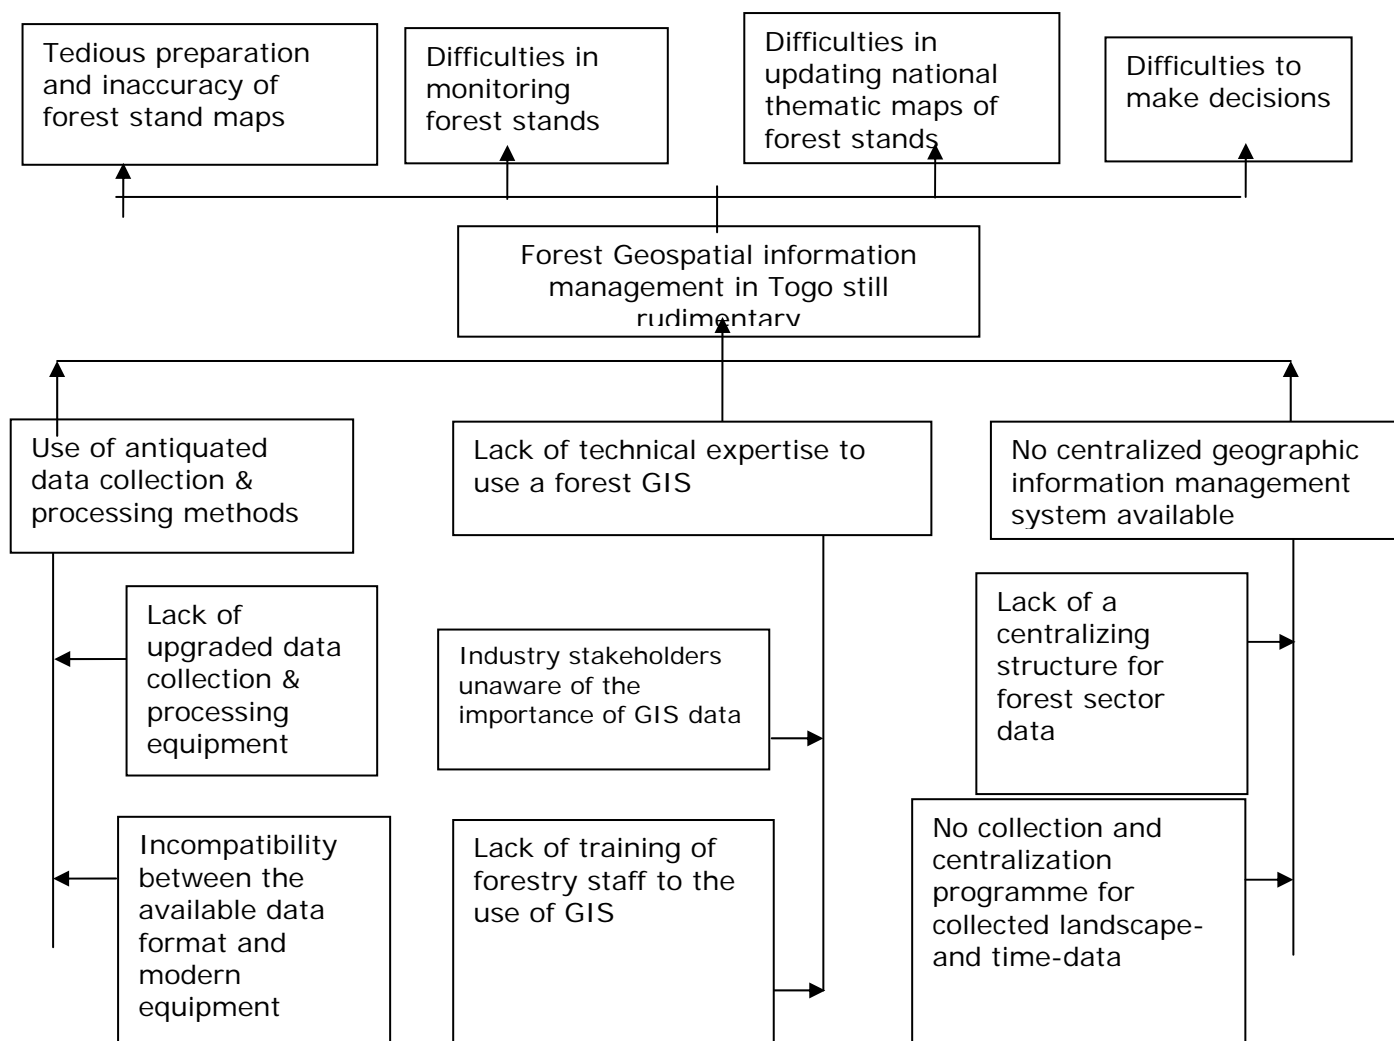 Tedious preparation
and inaccuracy of
forest stand maps
Difficulties in
monitoring
forest stands
Difficulties in
updating national
thematic maps of
forest stands
Difficulties to
make decisions
Forest Geospatial information
management in Togo still
rudimentary
Use of antiquated
data collection &
processing methods
Lack of technical expertise to
use a forest GIS
No centralized geographic
information management
system available
Lack of
upgraded data
collection &
processing
equipment
Industry stakeholders
unaware of the
importance of GIS data
Lack of a
centralizing
structure for
forest sector
data
Incompatibility
between the
available data
format and
modern
equipment
Lack of training of
forestry staff to the
use of GIS
No collection and
centralization
programme for
collected landscape-
and time-data